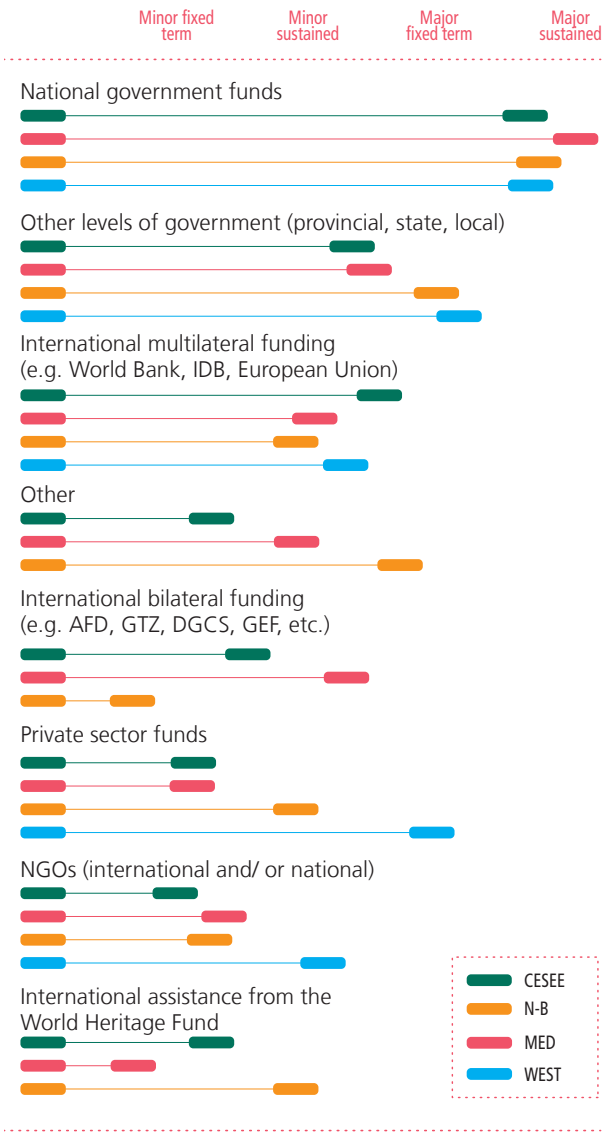 Minor fixed term
Minor sustained
Major fixed term
Major sustained
National government funds
Other levels of government (provincial, state, local)
International multilateral funding
(e.g. World Bank, IDB, European Union)
Other
International bilateral funding
(e.g. AFD, GTZ, DGCS, GEF, etc.)
Private sector funds
NGOs (international and/ or national)
International assistance from the
World Heritage Fund
CESEE
N-B
MED
WEST